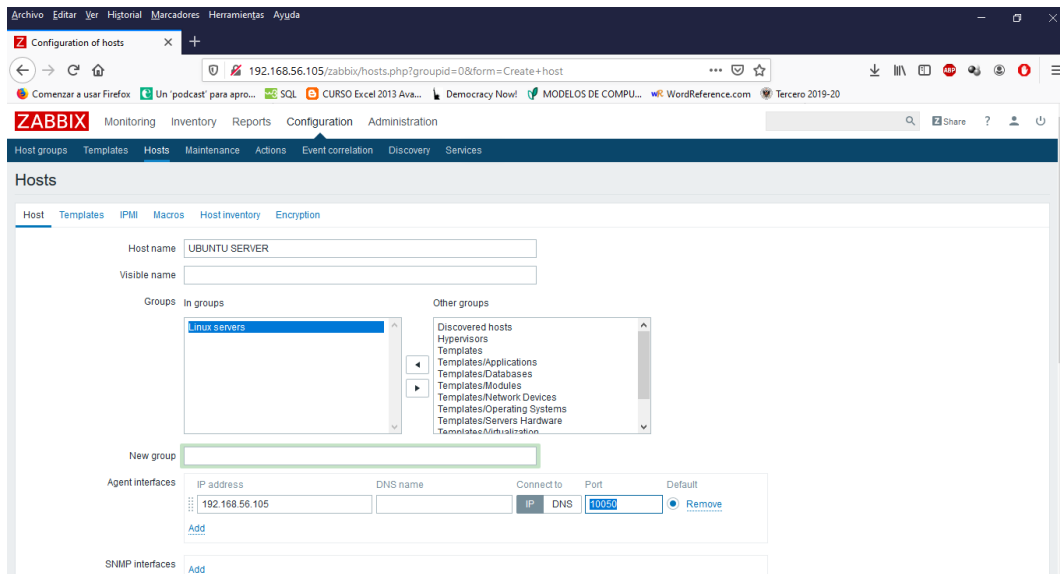 Archivo Editar Ver Historial Marcadores Herramientas Ayuda
Z Configuration of hosts
192.168.56.105/zabbix/hosts.php?groupid=0&form=Create+host
Comenzar a usar Firefox Un 'podcast' para apro... SQL CURSO Excel 2013 Ava... Democracy Now! MODELOS DE COMPU... WR WordReference.com Tercero 2019-20
ZABBIX Monitoring Inventory Reports Configuration Administration Z Share ?
Host groups Templates Hosts Maintenance Actions Event correlation Discovery Services
Hosts
Host Templates IPMI Macros Host inventory Encryption
Host name UBUNTU SERVER
Visible name
Groups In groups Other groups
Linux servers
Discovered hosts
Hypervisors
Templates
Templates/Applications
Templates/Databases
Templates/Modules
Templates/Network Devices
Templates/Operating Systems
Templates/Servers Hardware
Templates/Virtualization
New group
Agent interfaces IP address DNS name Connect to Port Default
192.168.56.105 IP DNS 10050 Remove
Add
SNMP interfaces Add